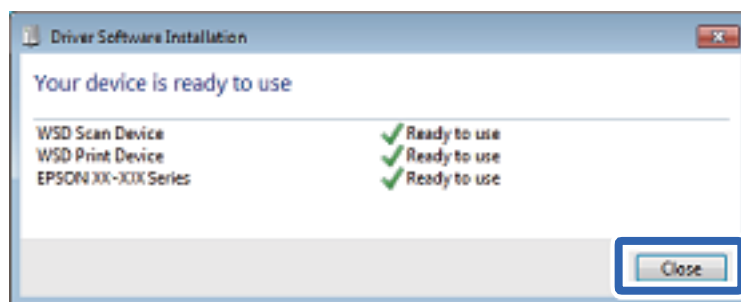 Driver Software Installation
Your device is ready to use
WSD Scan Device Ready to use
WSD Print Device Ready to use
EPSON XX-XXX Series Ready to use
Close